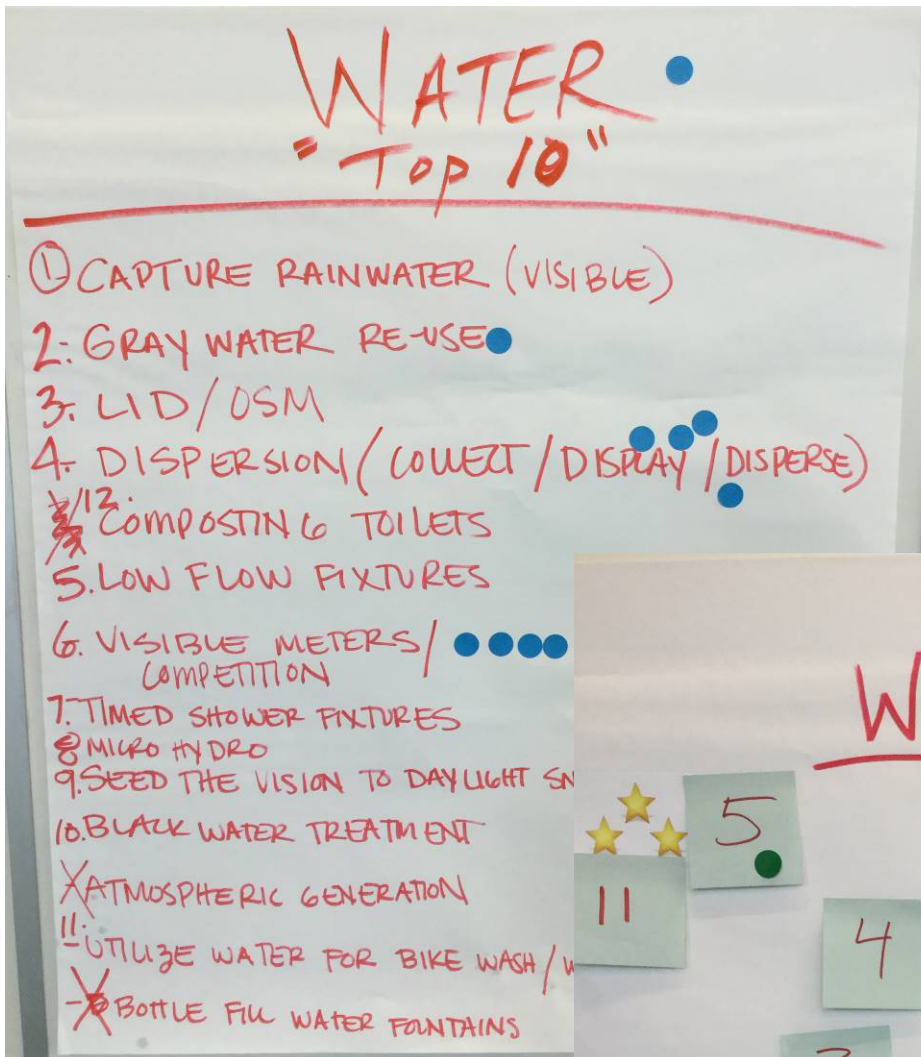 WATER
"Top 10"
1. CAPTURE RAINWATER (VISIBLE)
2. GRAY WATER RE-USE
3. LID/OSM
4. DISPERSION (COLLECT / DISPLAY / DISPERSE)
12. COMPOSTING TOILETS
5. LOW FLOW FIXTURES
6. VISIBLE METERS/
COMPETITION
7. TIMED SHOWER FIXTURES
8 MICRO HYDRO
9. SEED THE VISION TO DAYLIGHT
10. BLACK WATER TREATMENT
X ATMOSPHERIC GENERATION
11. UTILIZE WATER FOR BIKE WASH /
BOTTLE FILL WATER FOUNTAINS
W
5
11
4